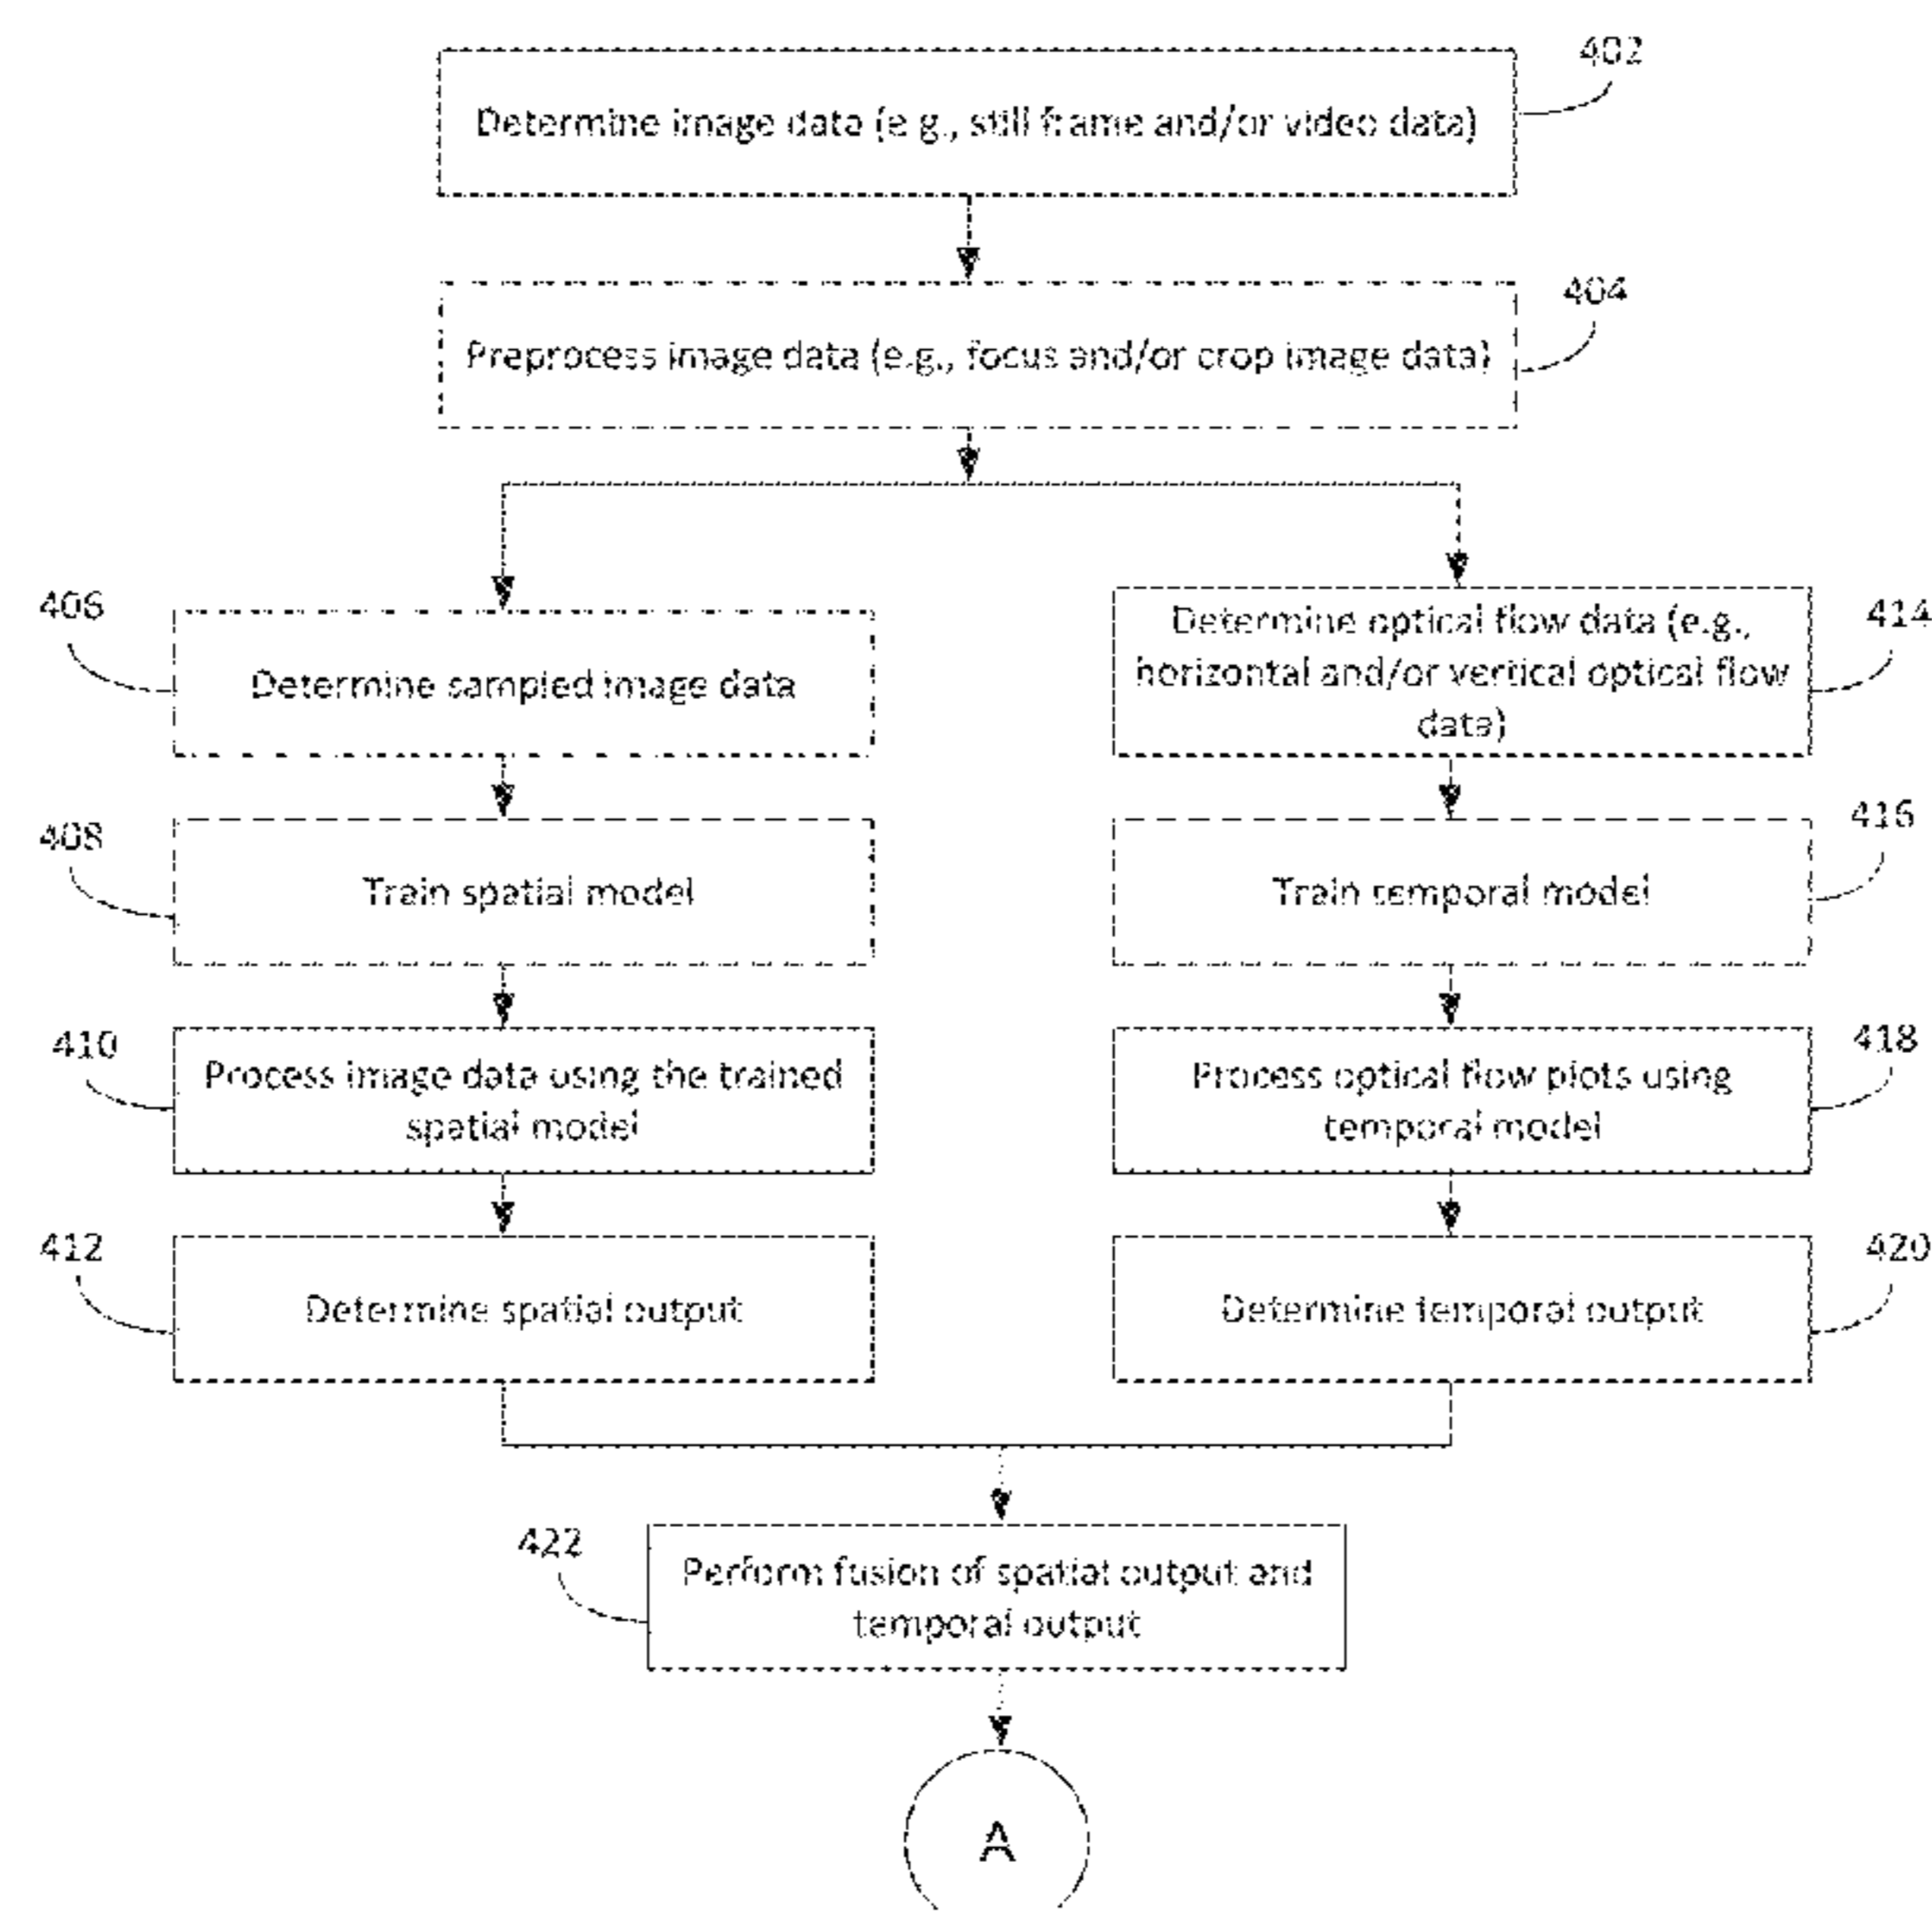 402
Determine image data (e.g., still frame and/or video data)
404
Preprocess image data (e.g., focus and/or crop image data)
406
Determine sampled image data
414
Determine optical flow data (e.g.,
horizontal and/or vertical optical flow
data)
408
Train spatial model
416
Train temporal model
410
Process image data using the trained
spatial model
418
Process optical flow plots using
temporal model
412
Determine spatial output
420
Determine temporal output
422
Perform fusion of spatial output and
temporal output
A